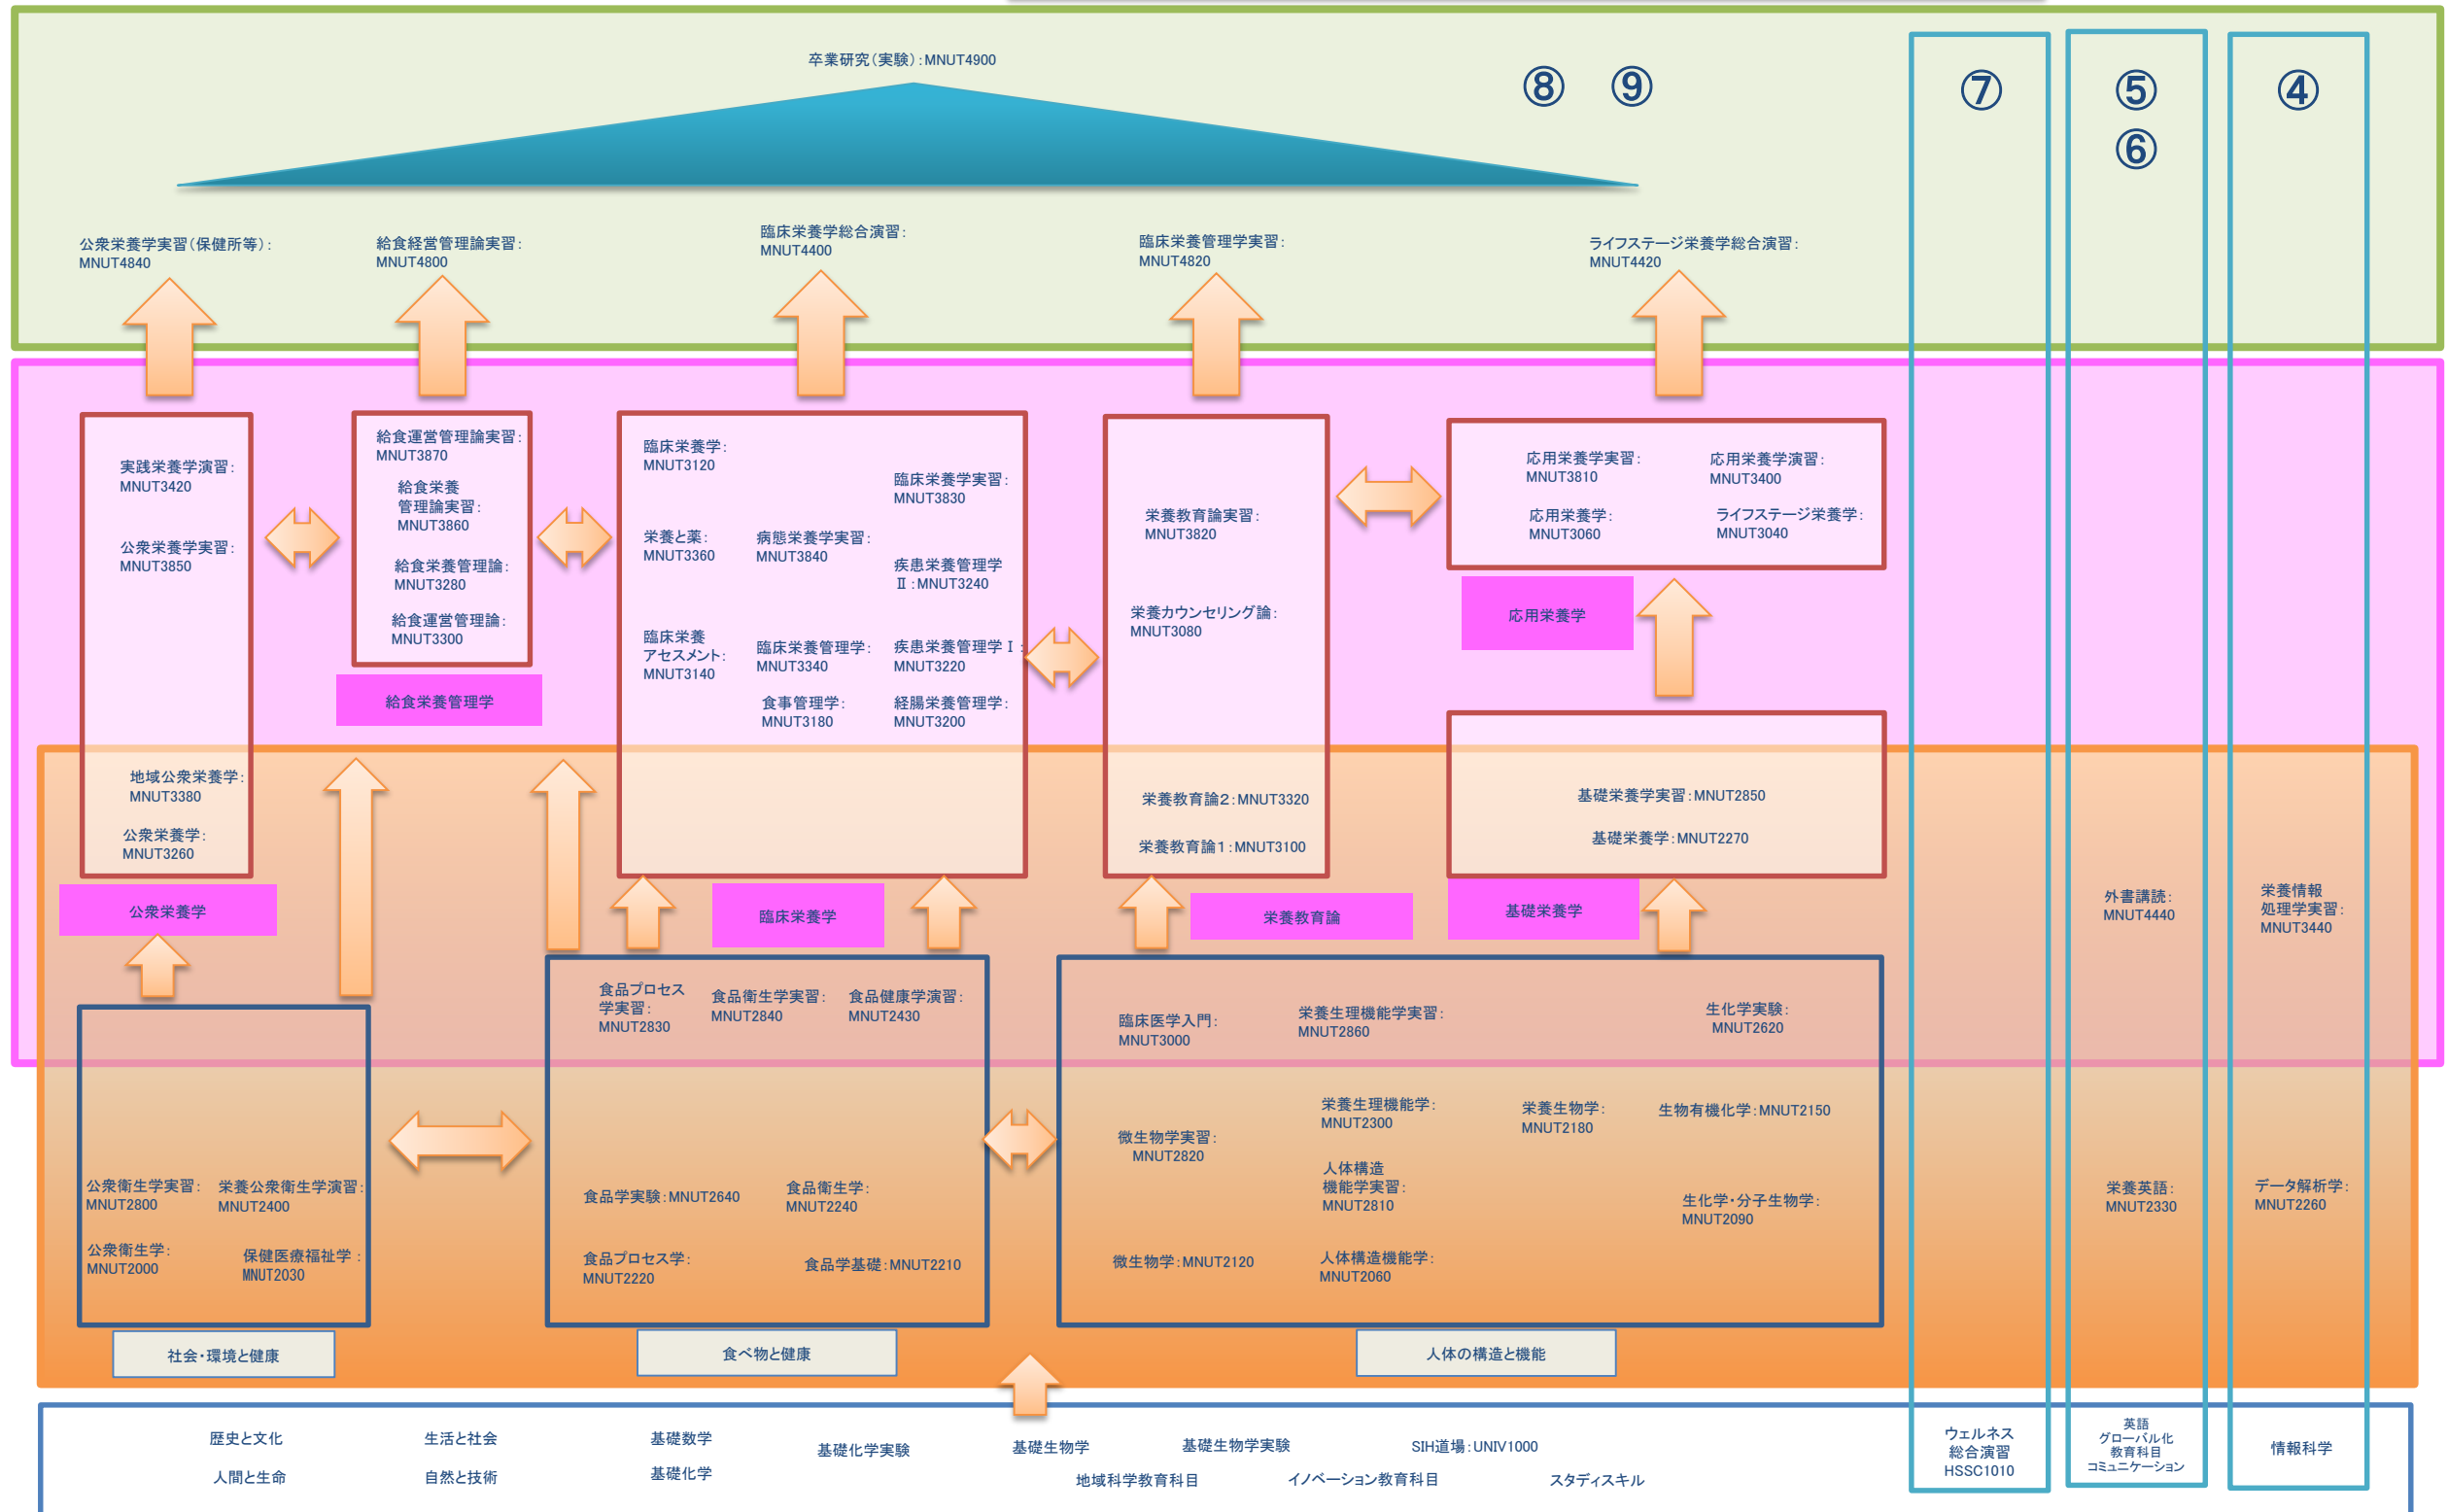 卒業研究(実験):MNUT4900
⑧ ⑨
⑦
⑤
⑥
④
公衆栄養学実習(保健所等):
MNUT4840
給食経営管理論実習:
MNUT4800
臨床栄養学総合演習:
MNUT4400
臨床栄養管理学実習:
MNUT4820
ライフステージ栄養学総合演習:
MNUT4420
実践栄養学演習:
MNUT3420
公衆栄養学実習:
MNUT3850
地域公衆栄養学:
MNUT3380
公衆栄養学:
MNUT3260
公衆栄養学
給食運営管理論実習:
MNUT3870
給食栄養
管理論実習:
MNUT3860
給食栄養管理論:
MNUT3280
給食運営管理論:
MNUT3300
給食栄養管理学
臨床栄養学:
MNUT3120
臨床栄養学実習:
MNUT3830
栄養と薬:
MNUT3360
病態栄養学実習:
MNUT3840
疾患栄養管理学
Ⅱ:MNUT3240
臨床栄養
アセスメント:
MNUT3140
臨床栄養管理学:
MNUT3340
疾患栄養管理学Ⅰ:
MNUT3220
食事管理学:
MNUT3180
経腸栄養管理学:
MNUT3200
臨床栄養学
栄養教育論実習:
MNUT3820
栄養カウンセリング論:
MNUT3080
栄養教育論2:MNUT3320
栄養教育論1:MNUT3100
栄養教育論
応用栄養学実習:
MNUT3810
応用栄養学演習:
MNUT3400
応用栄養学:
MNUT3060
ライフステージ栄養学:
MNUT3040
応用栄養学
基礎栄養学実習:MNUT2850
基礎栄養学:MNUT2270
基礎栄養学
外書講読:
MNUT4440
栄養情報
処理学実習:
MNUT3440
公衆衛生学実習:
MNUT2800
栄養公衆衛生学演習:
MNUT2400
公衆衛生学:
MNUT2000
保健医療福祉学:
MNUT2030
社会・環境と健康
食品プロセス
学実習:
MNUT2830
食品衛生学実習:
MNUT2840
食品健康学演習:
MNUT2430
食品学実験:MNUT2640
食品衛生学:
MNUT2240
食品プロセス学:
MNUT2220
食品学基礎:MNUT2210
食べ物と健康
臨床医学入門:
MNUT3000
栄養生理機能学実習:
MNUT2860
生化学実験:
MNUT2620
微生物学実習:
MNUT2820
栄養生理機能学:
MNUT2300
栄養生物学:
MNUT2180
生物有機化学:MNUT2150
人体構造
機能学実習:
MNUT2810
生化学・分子生物学:
MNUT2090
微生物学:MNUT2120
人体構造機能学:
MNUT2060
人体の構造と機能
栄養英語:
MNUT2330
データ解析学:
MNUT2260
歴史と文化
生活と社会
基礎数学
基礎化学実験
基礎生物学
基礎生物学実験
SIH道場:UNIV1000
人間と生命
自然と技術
基礎化学
地域科学教育科目
イノベーション教育科目
スタディスキル
ウェルネス
総合演習
HSSC1010
英語
グローバル化
教育科目
コミュニケーション
情報科学